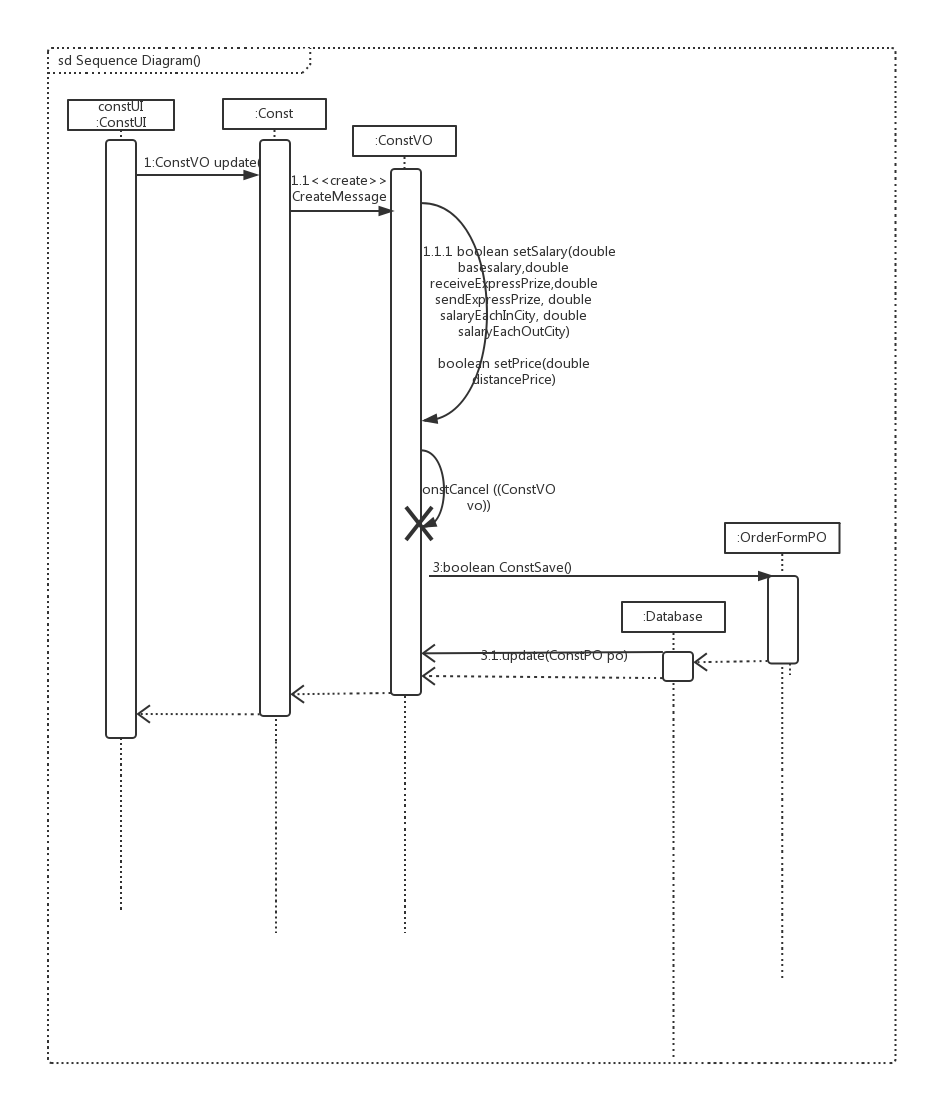 sd Sequence Diagram()
constUI
:ConstUI
:Const
:ConstVO
1:ConstVO update(
1.1<<create>>
CreateMessage
1.1.1 boolean setSalary(double
basesalary,double
receiveExpressPrize,double
sendExpressPrize, double
salaryEachInCity, double
salaryEachOutCity)
boolean setPrice(double
distancePrice)
onstCancel ((ConstVO
vo))
:OrderFormPO
3:boolean ConstSave()
:Database
3.1:update(ConstPO po)